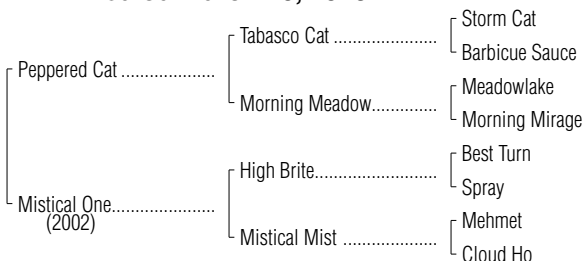 Storm Cat
Tabasco Cat ......................
Barbicue Sauce
Peppered Cat ....................
Meadowlake
Morning Meadow..............
Morning Mirage
Best Turn
High Brite..........................
Spray
Mistical One......................
(2002)
Mehmet
Mistical Mist ....................
Cloud Ho